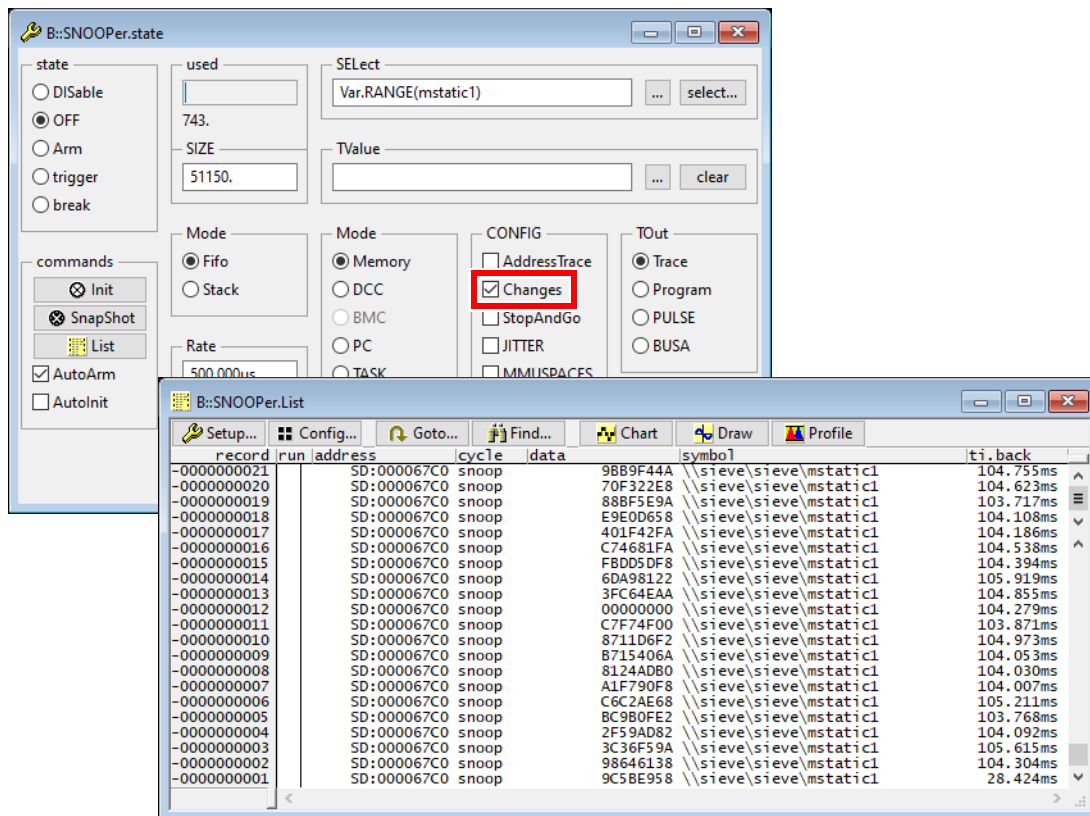 B::SNOOPer.state
state
DISable
OFF
Arm
trigger
break
used
743.
SIZE
51150.
SELect
Var.RANGE(mstatic1)
...
select...
TValue
...
clear
commands
Init
SnapShot
List
AutoArm
AutoInit
Mode
Fifo
Stack
Rate
500.000us
Mode
Memory
DCC
BMC
PC
TASK
CONFIG
AddressTrace
Changes
StopAndGo
JITTER
MMUSPACES
TOut
Trace
Program
PULSE
BUSA
B::SNOOPer.List
Setup... Config... Goto... Find... Chart Draw Profile
record run address cycle data symbol ti.back
-0000000021 SD:000067C0 snoop 9BB9F44A \\sieve\sieve\mstatic1 104.755ms
-0000000020 SD:000067C0 snoop 70F322E8 \\sieve\sieve\mstatic1 104.623ms
-0000000019 SD:000067C0 snoop 88BF5E9A \\sieve\sieve\mstatic1 103.717ms
-0000000018 SD:000067C0 snoop E9E0D658 \\sieve\sieve\mstatic1 104.108ms
-0000000017 SD:000067C0 snoop 401F42FA \\sieve\sieve\mstatic1 104.186ms
-0000000016 SD:000067C0 snoop C74681FA \\sieve\sieve\mstatic1 104.538ms
-0000000015 SD:000067C0 snoop FBDD5DF8 \\sieve\sieve\mstatic1 104.394ms
-0000000014 SD:000067C0 snoop 6DA98122 \\sieve\sieve\mstatic1 105.919ms
-0000000013 SD:000067C0 snoop 3FC64EAA \\sieve\sieve\mstatic1 104.855ms
-0000000012 SD:000067C0 snoop 00000000 \\sieve\sieve\mstatic1 104.279ms
-0000000011 SD:000067C0 snoop C7F74F00 \\sieve\sieve\mstatic1 103.871ms
-0000000010 SD:000067C0 snoop 8711D6F2 \\sieve\sieve\mstatic1 104.973ms
-0000000009 SD:000067C0 snoop B715406A \\sieve\sieve\mstatic1 104.053ms
-0000000008 SD:000067C0 snoop 8124ADB0 \\sieve\sieve\mstatic1 104.030ms
-0000000007 SD:000067C0 snoop A1F790F8 \\sieve\sieve\mstatic1 104.007ms
-0000000006 SD:000067C0 snoop C6C2AE68 \\sieve\sieve\mstatic1 105.211ms
-0000000005 SD:000067C0 snoop BC9B0FE2 \\sieve\sieve\mstatic1 103.768ms
-0000000004 SD:000067C0 snoop 2F59AD82 \\sieve\sieve\mstatic1 104.092ms
-0000000003 SD:000067C0 snoop 3C36F59A \\sieve\sieve\mstatic1 105.615ms
-0000000002 SD:000067C0 snoop 98646138 \\sieve\sieve\mstatic1 104.304ms
-0000000001 SD:000067C0 snoop 9C5BE958 \\sieve\sieve\mstatic1 28.424ms